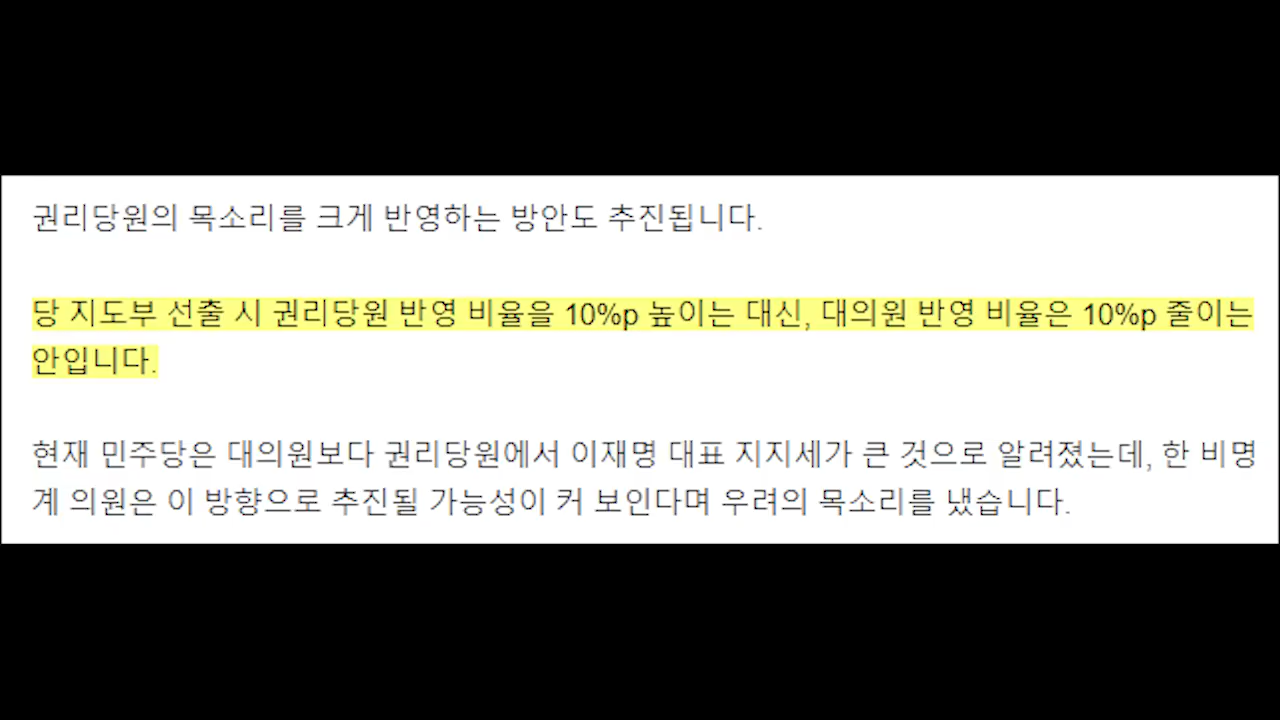 권리당원의 목소리를 크게 반영하는 방안도 추진됩니다.
당 지도부 선출 시 권리당원 반영 비율을 10%p 높이는 대신, 대의원 반영 비율은 10%p 줄이는
안입니다.
현재 민주당은 대의원보다 권리당원에서 이재명 대표 지지세가 큰 것으로 알려졌는데, 한 비명
계 의원은 이 방향으로 추진될 가능성이 커 보인다며 우려의 목소리를 냈습니다.